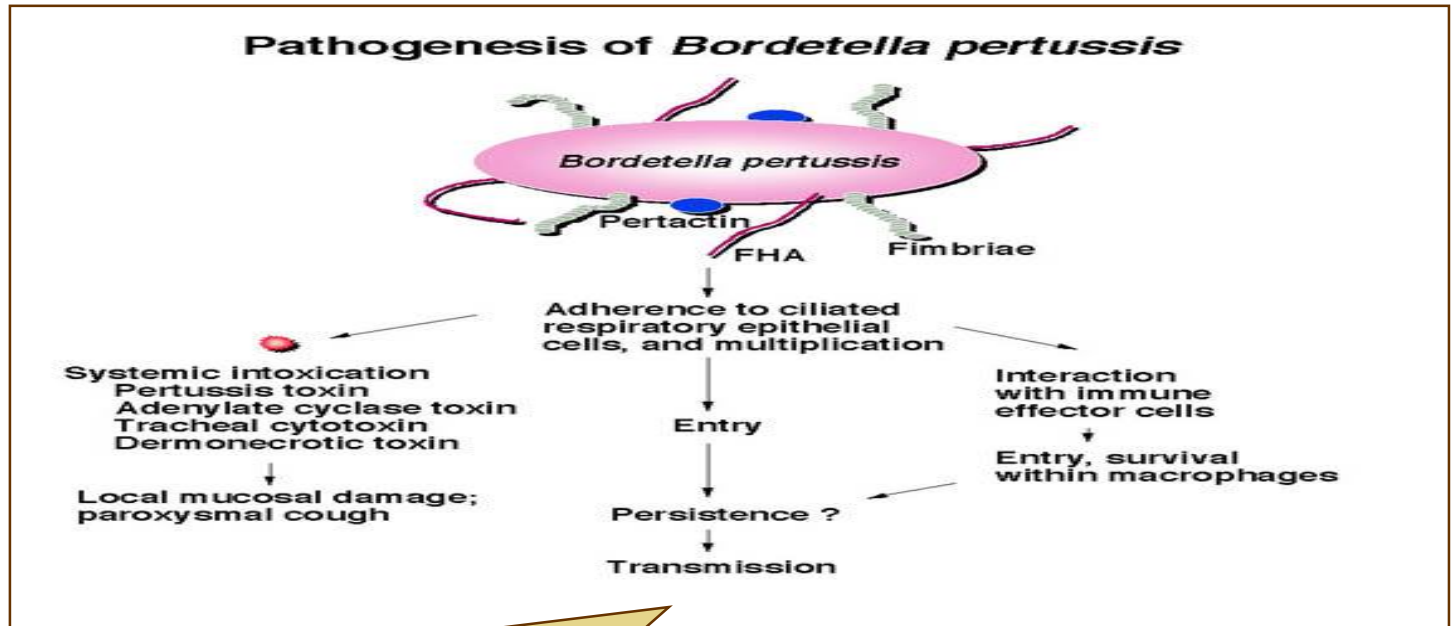 Pathogenesis of Bordetella pertussis
Bordetella pertussis
Pertactin
FHA
Fimbriae
Adherence to ciliated
respiratory epithelial
cells, and multiplication
Systemic intoxication
Pertussis toxin
Adenylate cyclase toxin
Tracheal cytotoxin
Dermonecrotic toxin
Local mucosal damage;
paroxysmal cough
Entry
Persistence ?
Transmission
Interaction
with immune
effector cells
Entry, survival
within macrophages